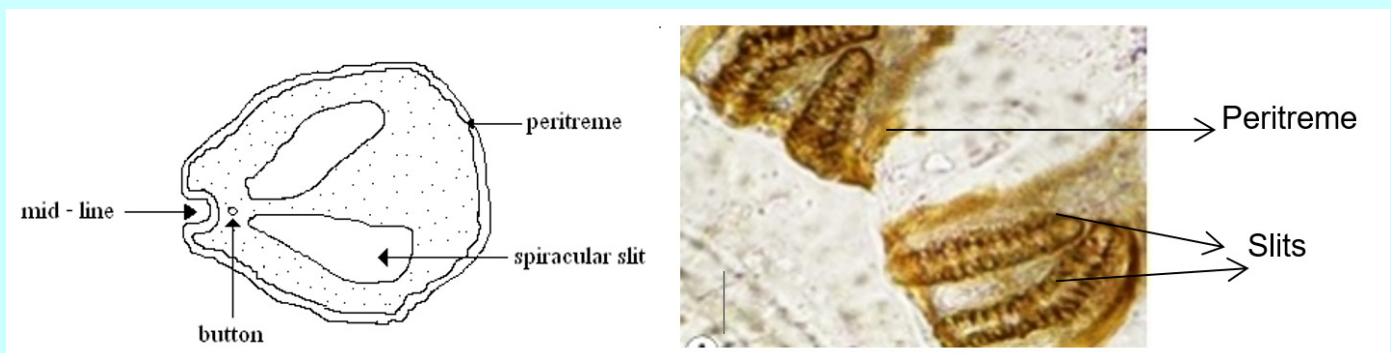 peritreme
mid - line
spiracular slit
button
Peritreme
Slits